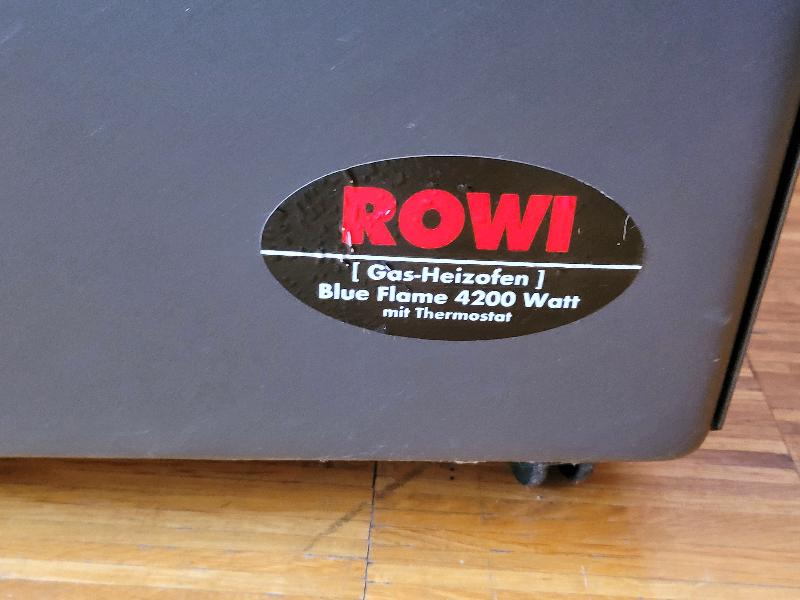 ROWI
[ Gas-Heizofen ]
Blue Flame 4200 Watt
mit Thermostat